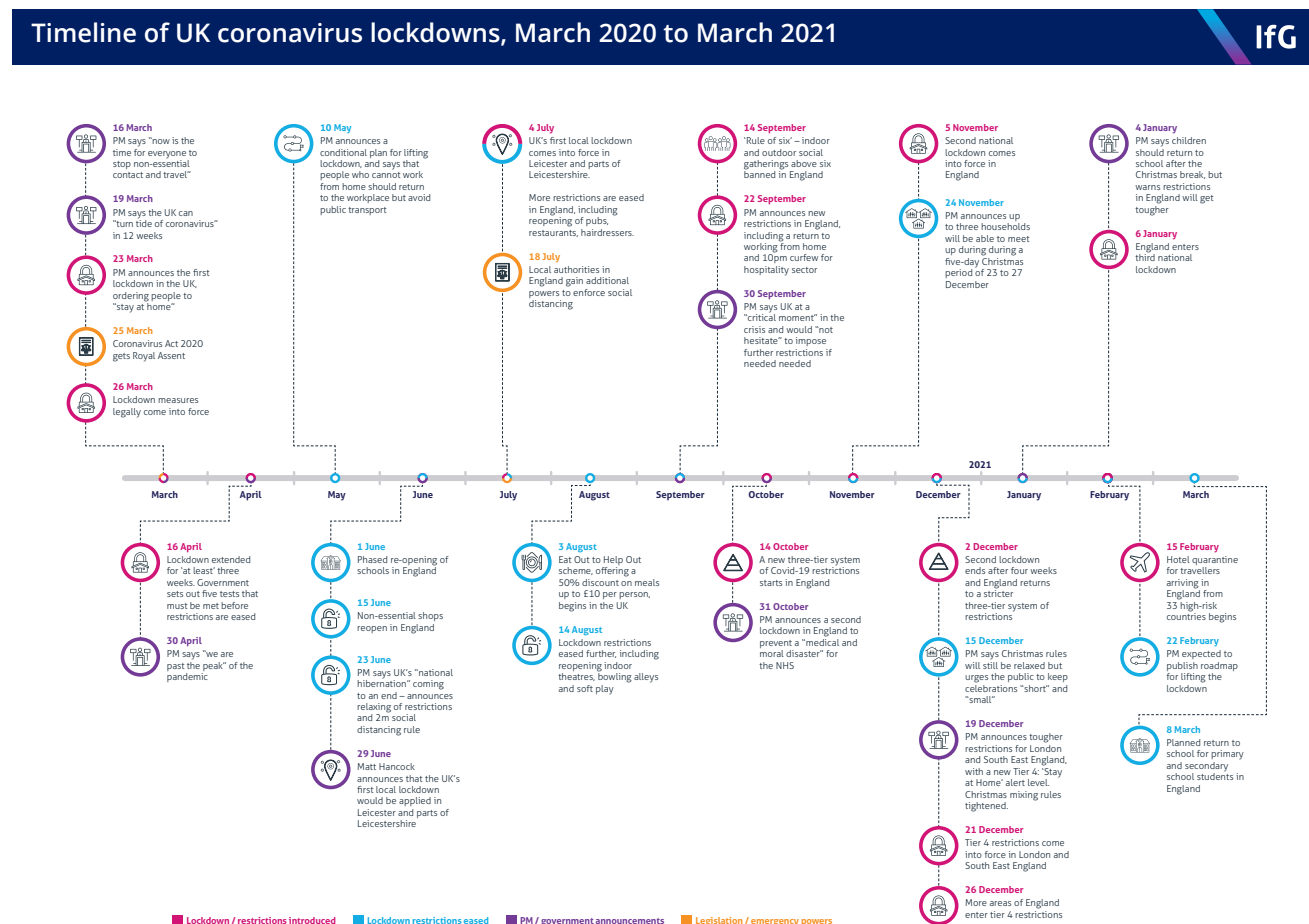 Timeline of UK coronavirus lockdowns, March 2020 to March 2021
IfG
16 March
PM says "now is the
time for everyone to
stop non-essential
contact and travel"
19 March
PM says the UK can
"turn tide of coronavirus"
in 12 weeks
23 March
PM announces the first
lockdown in the UK,
ordering people to
"stay at home"
25 March
Coronavirus Act 2020
gets Royal Assent
26 March
Lockdown measures
legally come into force
10 May
PM announces a
conditional plan for lifting
lockdown, and says that
people who cannot work
from home should return
to the workplace but avoid
public transport
4 July
UK's first local lockdown
comes into force in
Leicester and parts of
Leicestershire.
More restrictions are eased
in England, including
reopening of pubs,
restaurants, hairdressers.
18 July
Local authorities in
England gain additional
powers to enforce social
distancing
14 September
'Rule of six' – indoor
and outdoor social
gatherings above six
banned in England
22 September
PM announces new
restrictions in England,
including a return to
working from home
and 10pm curfew for
hospitality sector
30 September
PM says UK at a
"critical moment" in the
crisis and would "not
hesitate" to impose
further restrictions if
needed needed
5 November
Second national
lockdown comes
into force in
England
24 November
PM announces up
to three households
will be able to meet
up during during a
five-day Christmas
period of 23 to 27
December
4 January
PM says children
should return to
school after the
Christmas break, but
warns restrictions
in England will get
tougher
6 January
England enters
third national
lockdown
2021
March April May June July August September October November December January February March
16 April
Lockdown extended
for 'at least' three
weeks. Government
sets out five tests that
must be met before
restrictions are eased
30 April
PM says "we are
past the peak" of the
pandemic
1 June
Phased re-opening of
schools in England
15 June
Non-essential shops
reopen in England
23 June
PM says UK's "national
hibernation" coming
to an end – announces
relaxing of restrictions
and 2m social
distancing rule
29 June
Matt Hancock
announces that the UK's
first local lockdown
would be applied in
Leicester and parts of
Leicestershire
3 August
Eat Out to Help Out
scheme, offering a
50% discount on meals
up to £10 per person,
begins in the UK
14 August
Lockdown restrictions
eased further, including
reopening indoor
theatres, bowling alleys
and soft play
14 October
A new three-tier system
of Covid-19 restrictions
starts in England
31 October
PM announces a second
lockdown in England to
prevent a "medical and
moral disaster" for
the NHS
2 December
Second lockdown
ends after four weeks
and England returns
to a stricter
three-tier system of
restrictions
15 December
PM says Christmas rules
will still be relaxed but
urges the public to keep
celebrations "short" and
"small"
19 December
PM announces tougher
restrictions for London
and South East England,
with a new Tier 4: 'Stay
at Home' alert level.
Christmas mixing rules
tightened.
21 December
Tier 4 restrictions come
into force in London and
South East England
26 December
More areas of England
enter tier 4 restrictions
15 February
Hotel quarantine
for travellers
arriving in
England from
33 high-risk
countries begins
22 February
PM expected to
publish roadmap
for lifting the
lockdown
8 March
Planned return to
school for primary
and secondary
school students in
England
Lockdown / restrictions introduced Lockdown restrictions eased PM / government announcements Legislation / emergency powers